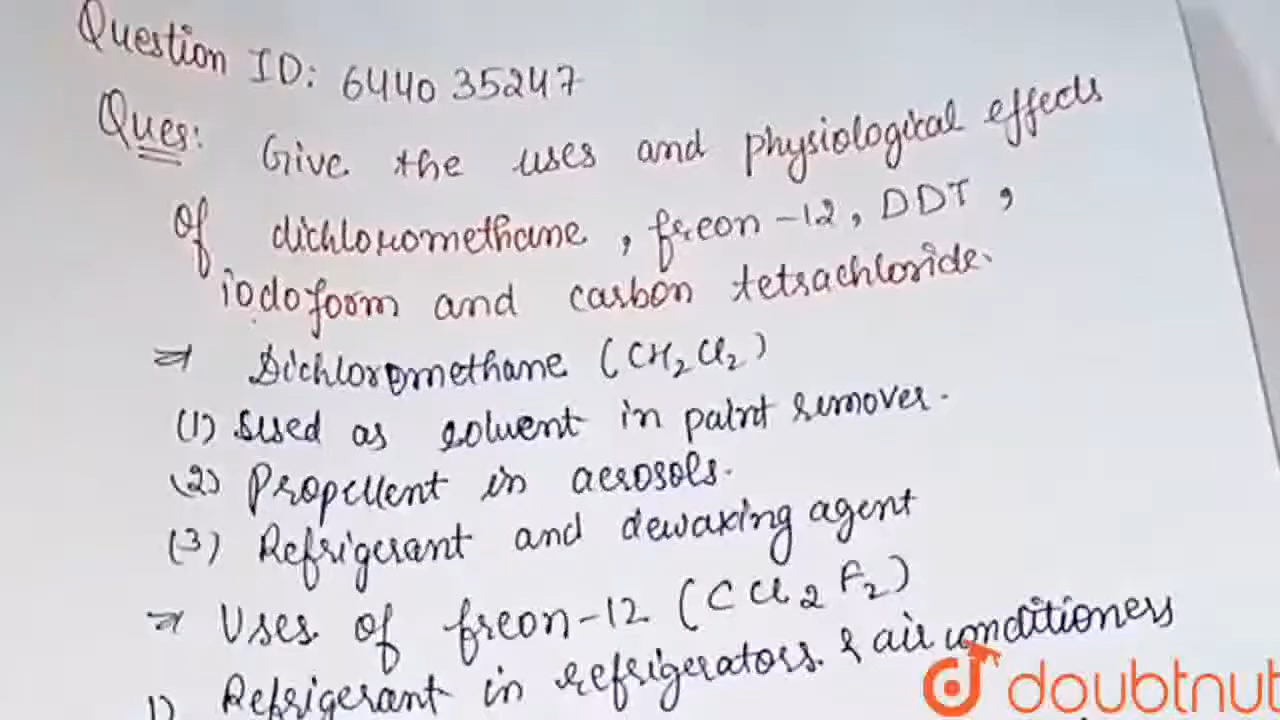 Question ID: 644035247
Ques: Give the uses and physiological effects
of dichloromethane, freon-12, DDT,
iodoform and carbon tetrachloride.
⇒ Dichloromethane (CH₂Cl₂)
(1) Used as solvent in paint remover.
(2) Propellent in aerosols.
(3) Refrigerant and dewaxing agent
⇒ Uses of freon-12 (CCl₂F₂)
1) Refrigerant in refrigerators & air conditioners
doubtnut